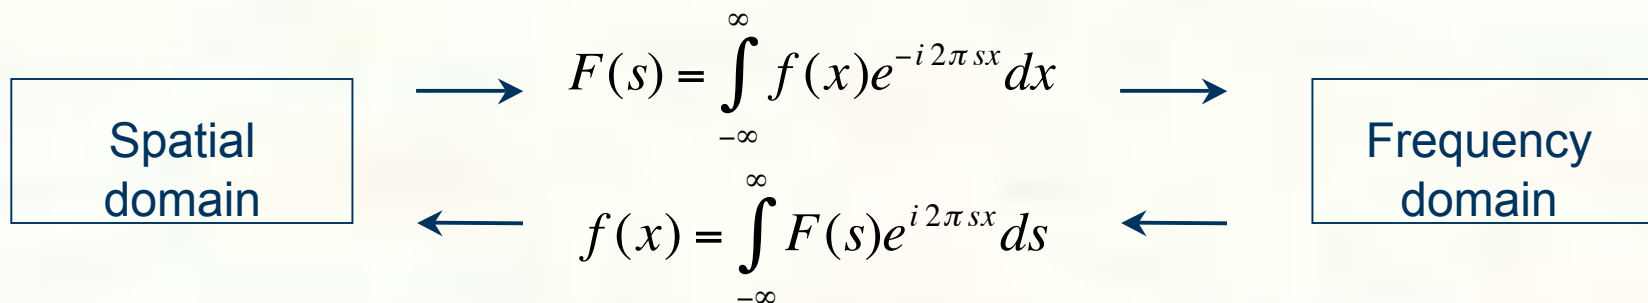 Spatial
domain
F(s) = ∫_{-∞}^{∞} f(x)e^{-i2πsx}dx
f(x) = ∫_{-∞}^{∞} F(s)e^{i2πsx}ds
Frequency
domain